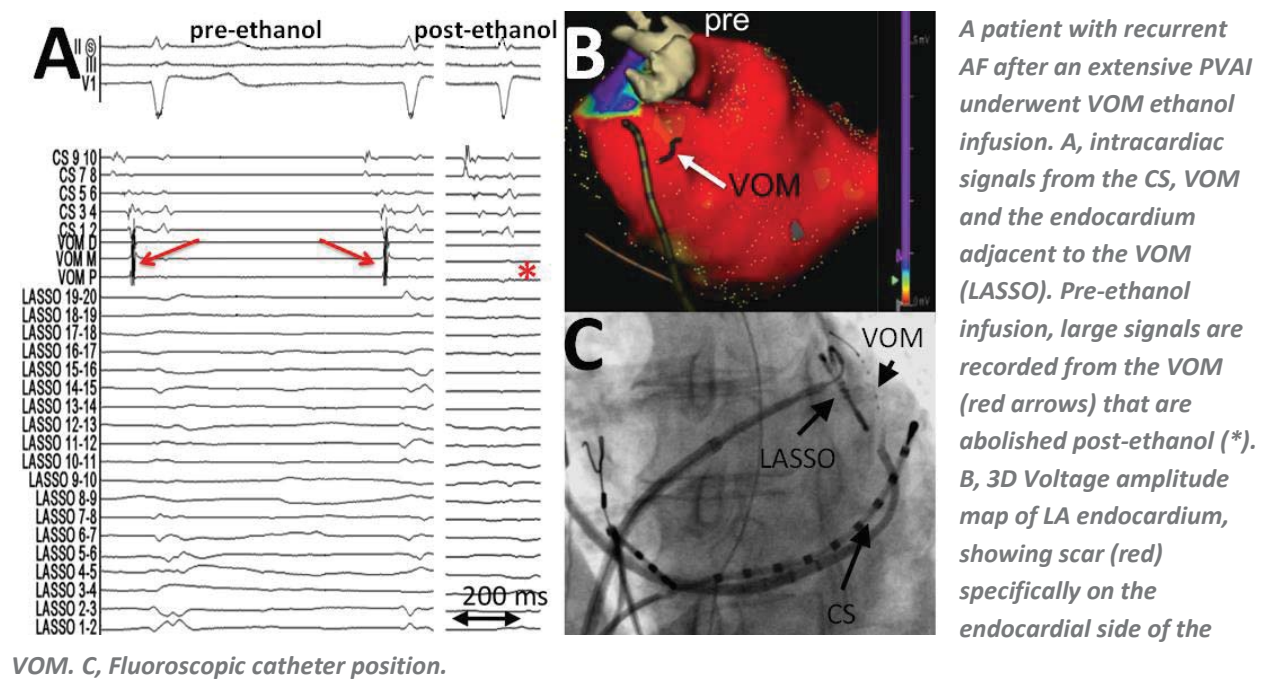 A
pre-ethanol
post-ethanol
II S
III
V1
CS 9 10
CS 7 8
CS 5 6
CS 3 4
CS 1 2
VOM D
VOM M
VOM P
*
LASSO 19-20
LASSO 18-19
LASSO 17-18
LASSO 16-17
LASSO 15-16
LASSO 14-15
LASSO 13-14
LASSO 12-13
LASSO 11-12
LASSO 10-11
LASSO 9-10
LASSO 8-9
LASSO 7-8
LASSO 6-7
LASSO 5-6
LASSO 4-5
LASSO 3-4
LASSO 2-3
LASSO 1-2
200 ms
B
pre
VOM
C
VOM
LASSO
CS
A patient with recurrent
AF after an extensive PVAI
underwent VOM ethanol
infusion. A, intracardiac
signals from the CS, VOM
and the endocardium
adjacent to the VOM
(LASSO). Pre-ethanol
infusion, large signals are
recorded from the VOM
(red arrows) that are
abolished post-ethanol (*).
B, 3D Voltage amplitude
map of LA endocardium,
showing scar (red)
specifically on the
endocardial side of the
VOM. C, Fluoroscopic catheter position.